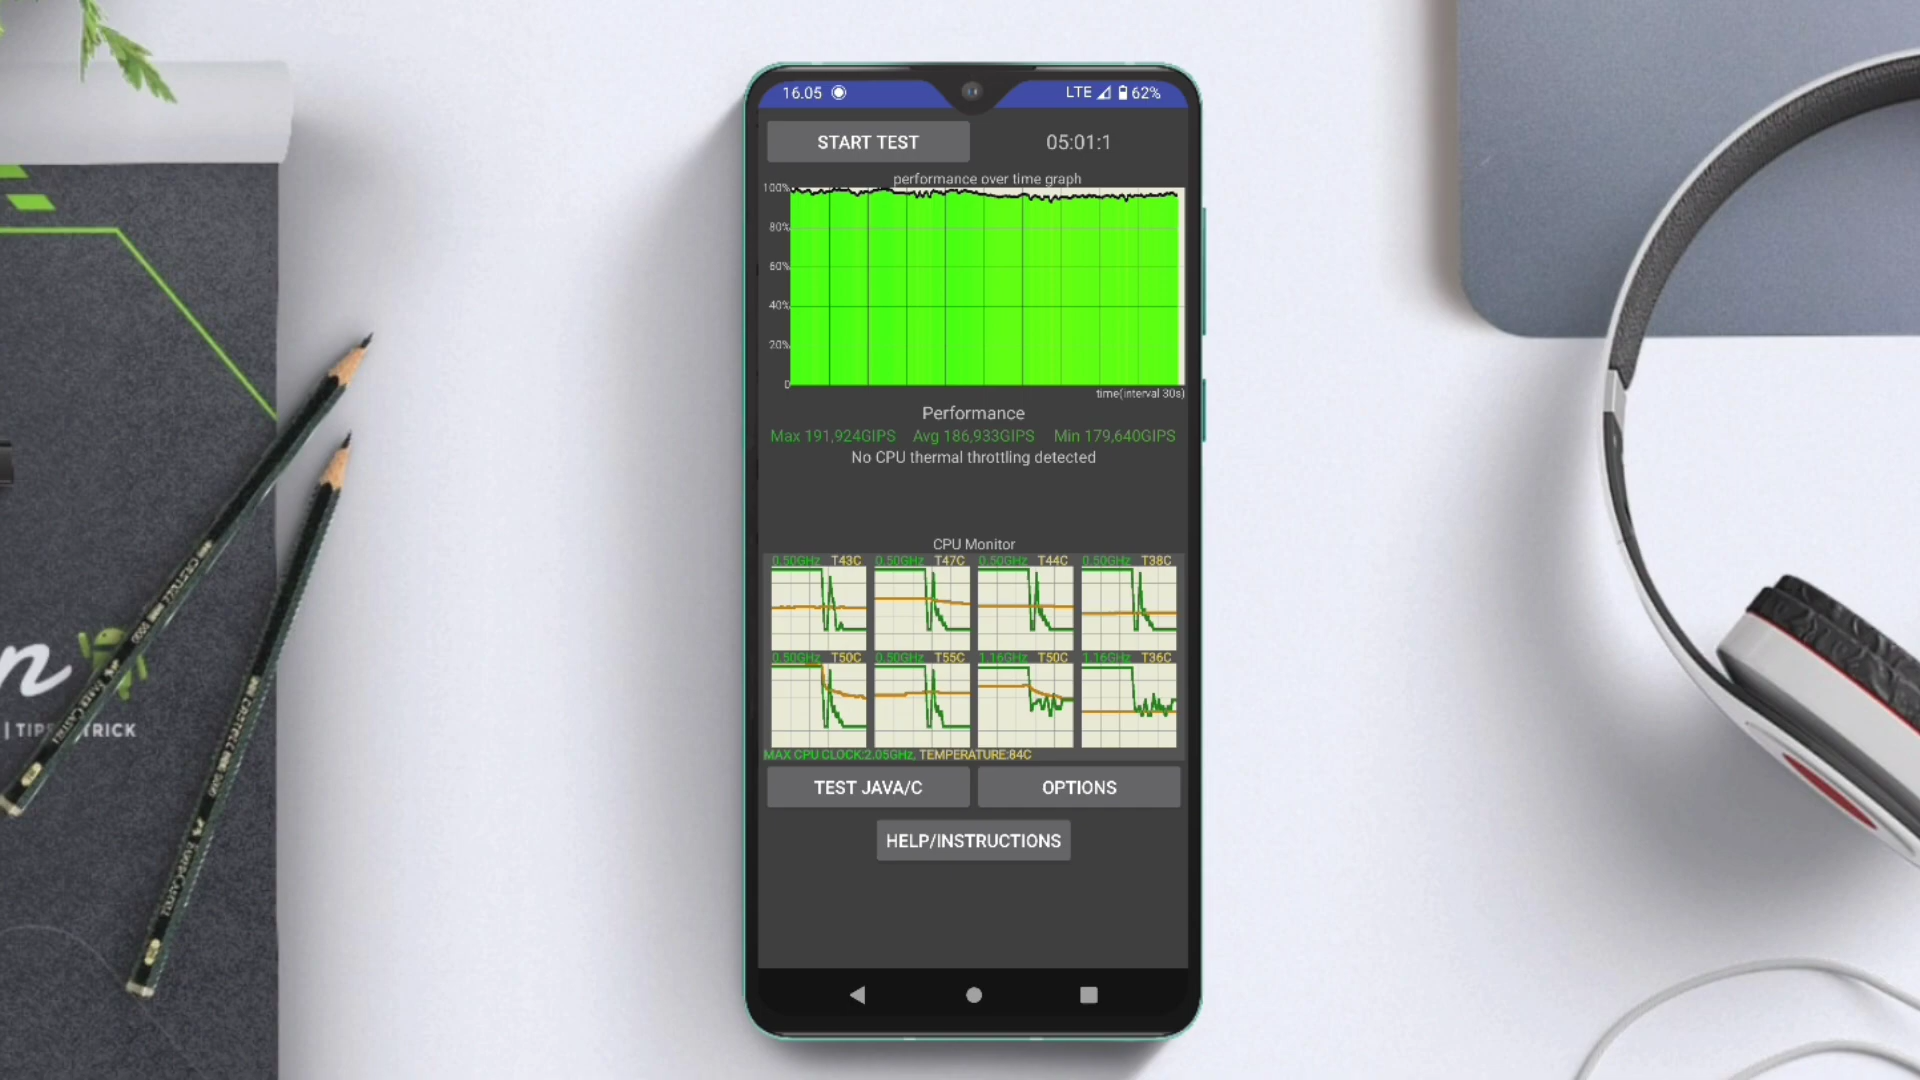 16.05
LTE 62%
START TEST
05:01:1
performance over time graph
100%
80%
60%
40%
20%
0
time(interval 30s)
Performance
Max 191,924GIPS Avg 186,933GIPS Min 179,640GIPS
No CPU thermal throttling detected
CPU Monitor
0.50GHz T43C 0.50GHz T47C 0.50GHz T44C 0.50GHz T38C
0.50GHz T50C 0.50GHz T55C 1.16GHz T50C 1.16GHz T36C
MAX CPU CLOCK:2.05GHz, TEMPERATURE:84C
TEST JAVA/C
OPTIONS
HELP/INSTRUCTIONS
n
| TIPS TRICK